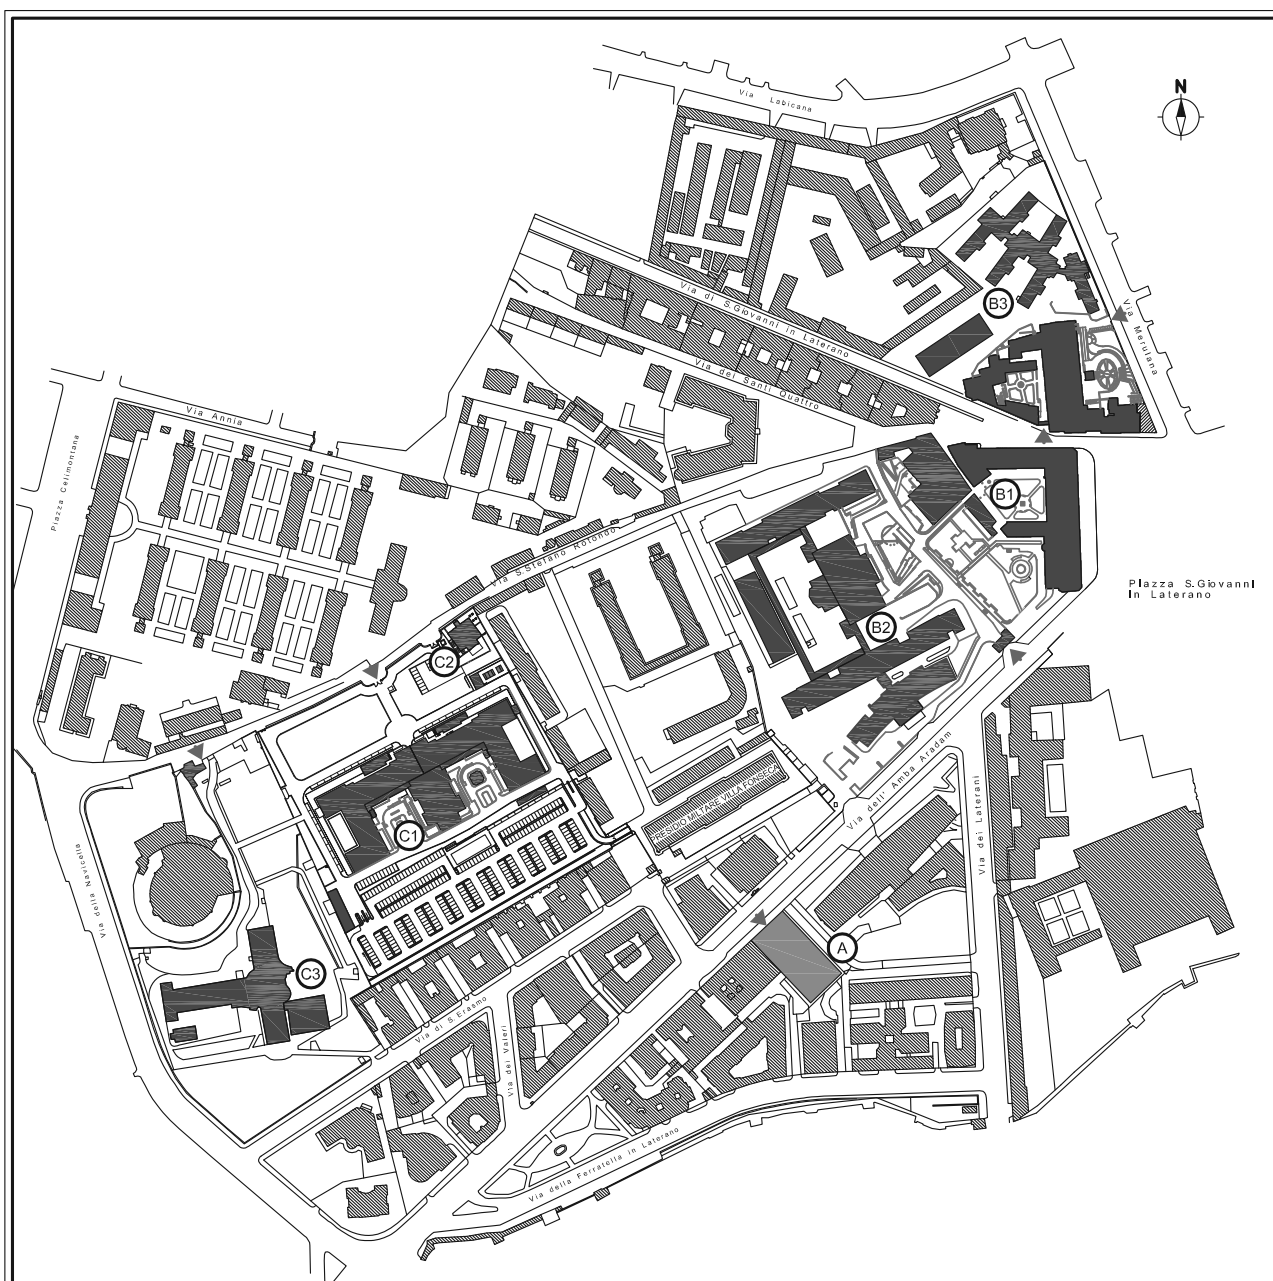 N
Via Labicana
Via Merulana
B3
Via di S.Giovanni in Laterano
Via dei Santi Quattro
Via Annia
Piazza Celimontana
B1
Via S.Stefano Rotondo
Piazza S.Giovanni
In Laterano
B2
C2
Via dell' Amba Aradam
Via dei Laterani
PRESIDIO MILITARE VILLA FONSECA
C1
Via della Navicella
A
C3
Via di S.Erasmo
Via dei Valeri
Via della Ferratella in Laterano